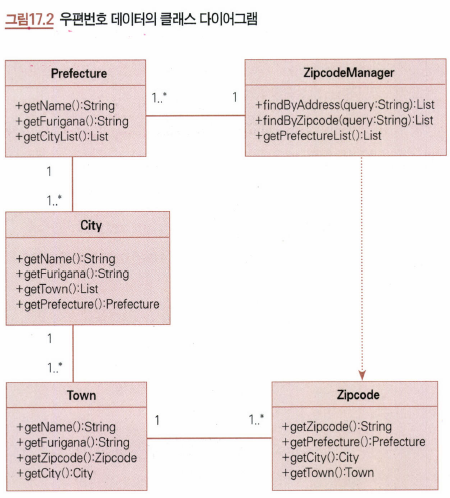 그림17.2 우편번호 데이터의 클래스 다이어그램
Prefecture
+getName():String
+getFurigana():String
+getCityList():List
1..*
1
ZipcodeManager
+findByAddress(query:String):List
+findByZipcode(query:String):List
+getPrefectureList():List
1
1..*
City
+getName():String
+getFurigana():String
+getTown():List
+getPrefecture():Prefecture
1
1..*
Town
+getName():String
+getFurigana():String
+getZipcode():Zipcode
+getCity():City
1
1..*
Zipcode
+getZipcode():String
+getPrefecture():Prefecture
+getCity():City
+getTown():Town